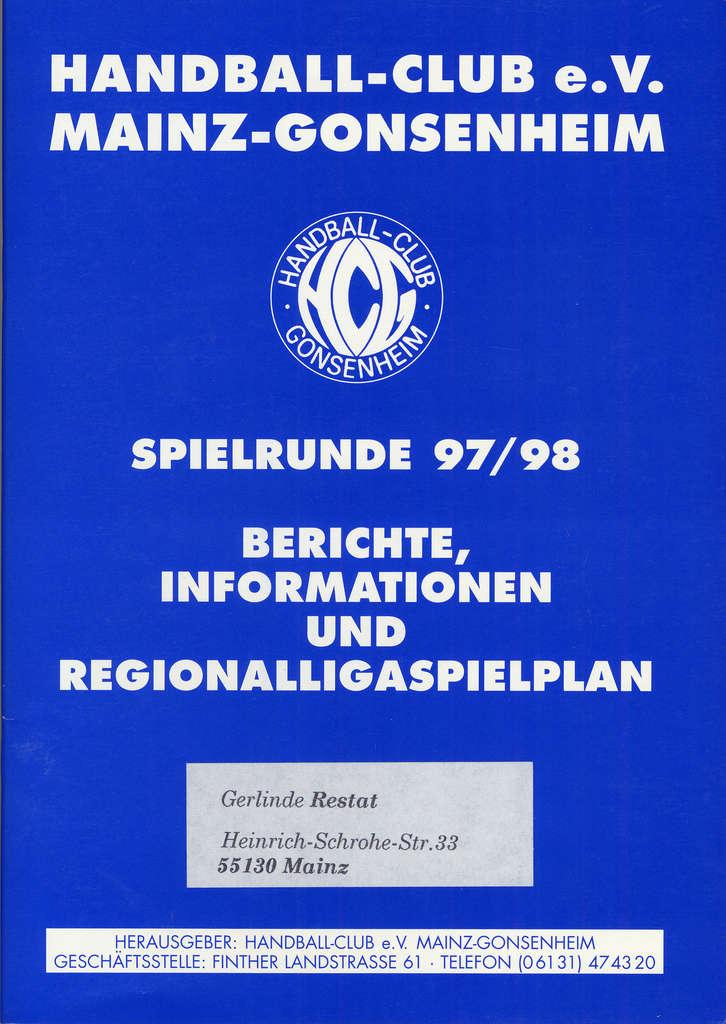 HANDBALL-CLUB e.V.
MAINZ-GONSENHEIM
HANDBALL-CLUB
HCG
· GONSENHEIM ·
SPIELRUNDE 97/98
BERICHTE,
INFORMATIONEN
UND
REGIONALLIGASPIELPLAN
Gerlinde Restat
Heinrich-Schrohe-Str.33
55130 Mainz
HERAUSGEBER: HANDBALL-CLUB e.V. MAINZ-GONSENHEIM
GESCHÄFTSSTELLE: FINTHER LANDSTRASSE 61 · TELEFON (06131) 474320